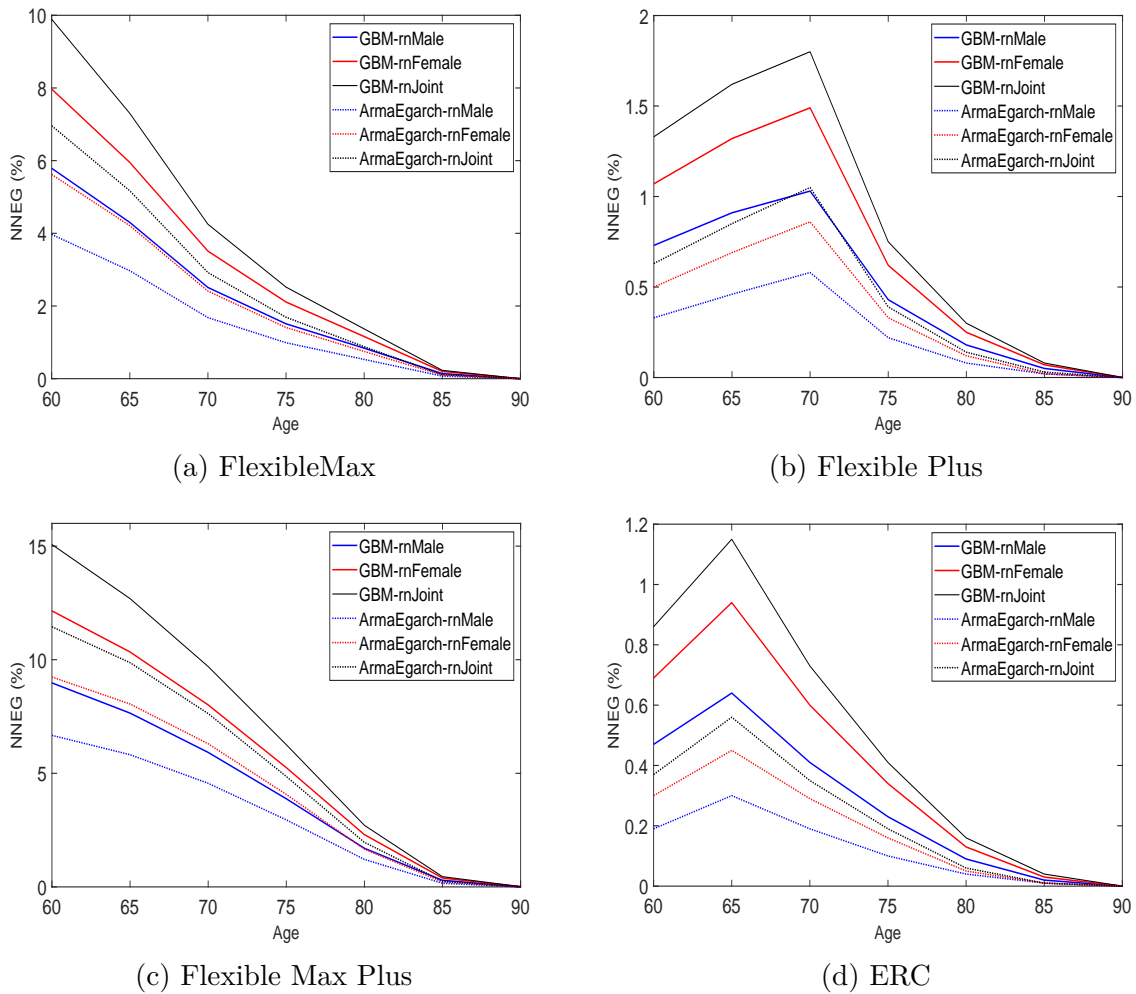 10
8
6
4
2
0
NNEG (%)
60 65 70 75 80 85 90
Age
GBM-rnMale
GBM-rnFemale
GBM-rnJoint
ArmaEgarch-rnMale
ArmaEgarch-rnFemale
ArmaEgarch-rnJoint
(a) FlexibleMax
2
1.5
1
0.5
0
NNEG (%)
60 65 70 75 80 85 90
Age
GBM-rnMale
GBM-rnFemale
GBM-rnJoint
ArmaEgarch-rnMale
ArmaEgarch-rnFemale
ArmaEgarch-rnJoint
(b) Flexible Plus
15
10
5
0
NNEG (%)
60 65 70 75 80 85 90
Age
GBM-rnMale
GBM-rnFemale
GBM-rnJoint
ArmaEgarch-rnMale
ArmaEgarch-rnFemale
ArmaEgarch-rnJoint
(c) Flexible Max Plus
1.2
1
0.8
0.6
0.4
0.2
0
NNEG (%)
60 65 70 75 80 85 90
Age
GBM-rnMale
GBM-rnFemale
GBM-rnJoint
ArmaEgarch-rnMale
ArmaEgarch-rnFemale
ArmaEgarch-rnJoint
(d) ERC